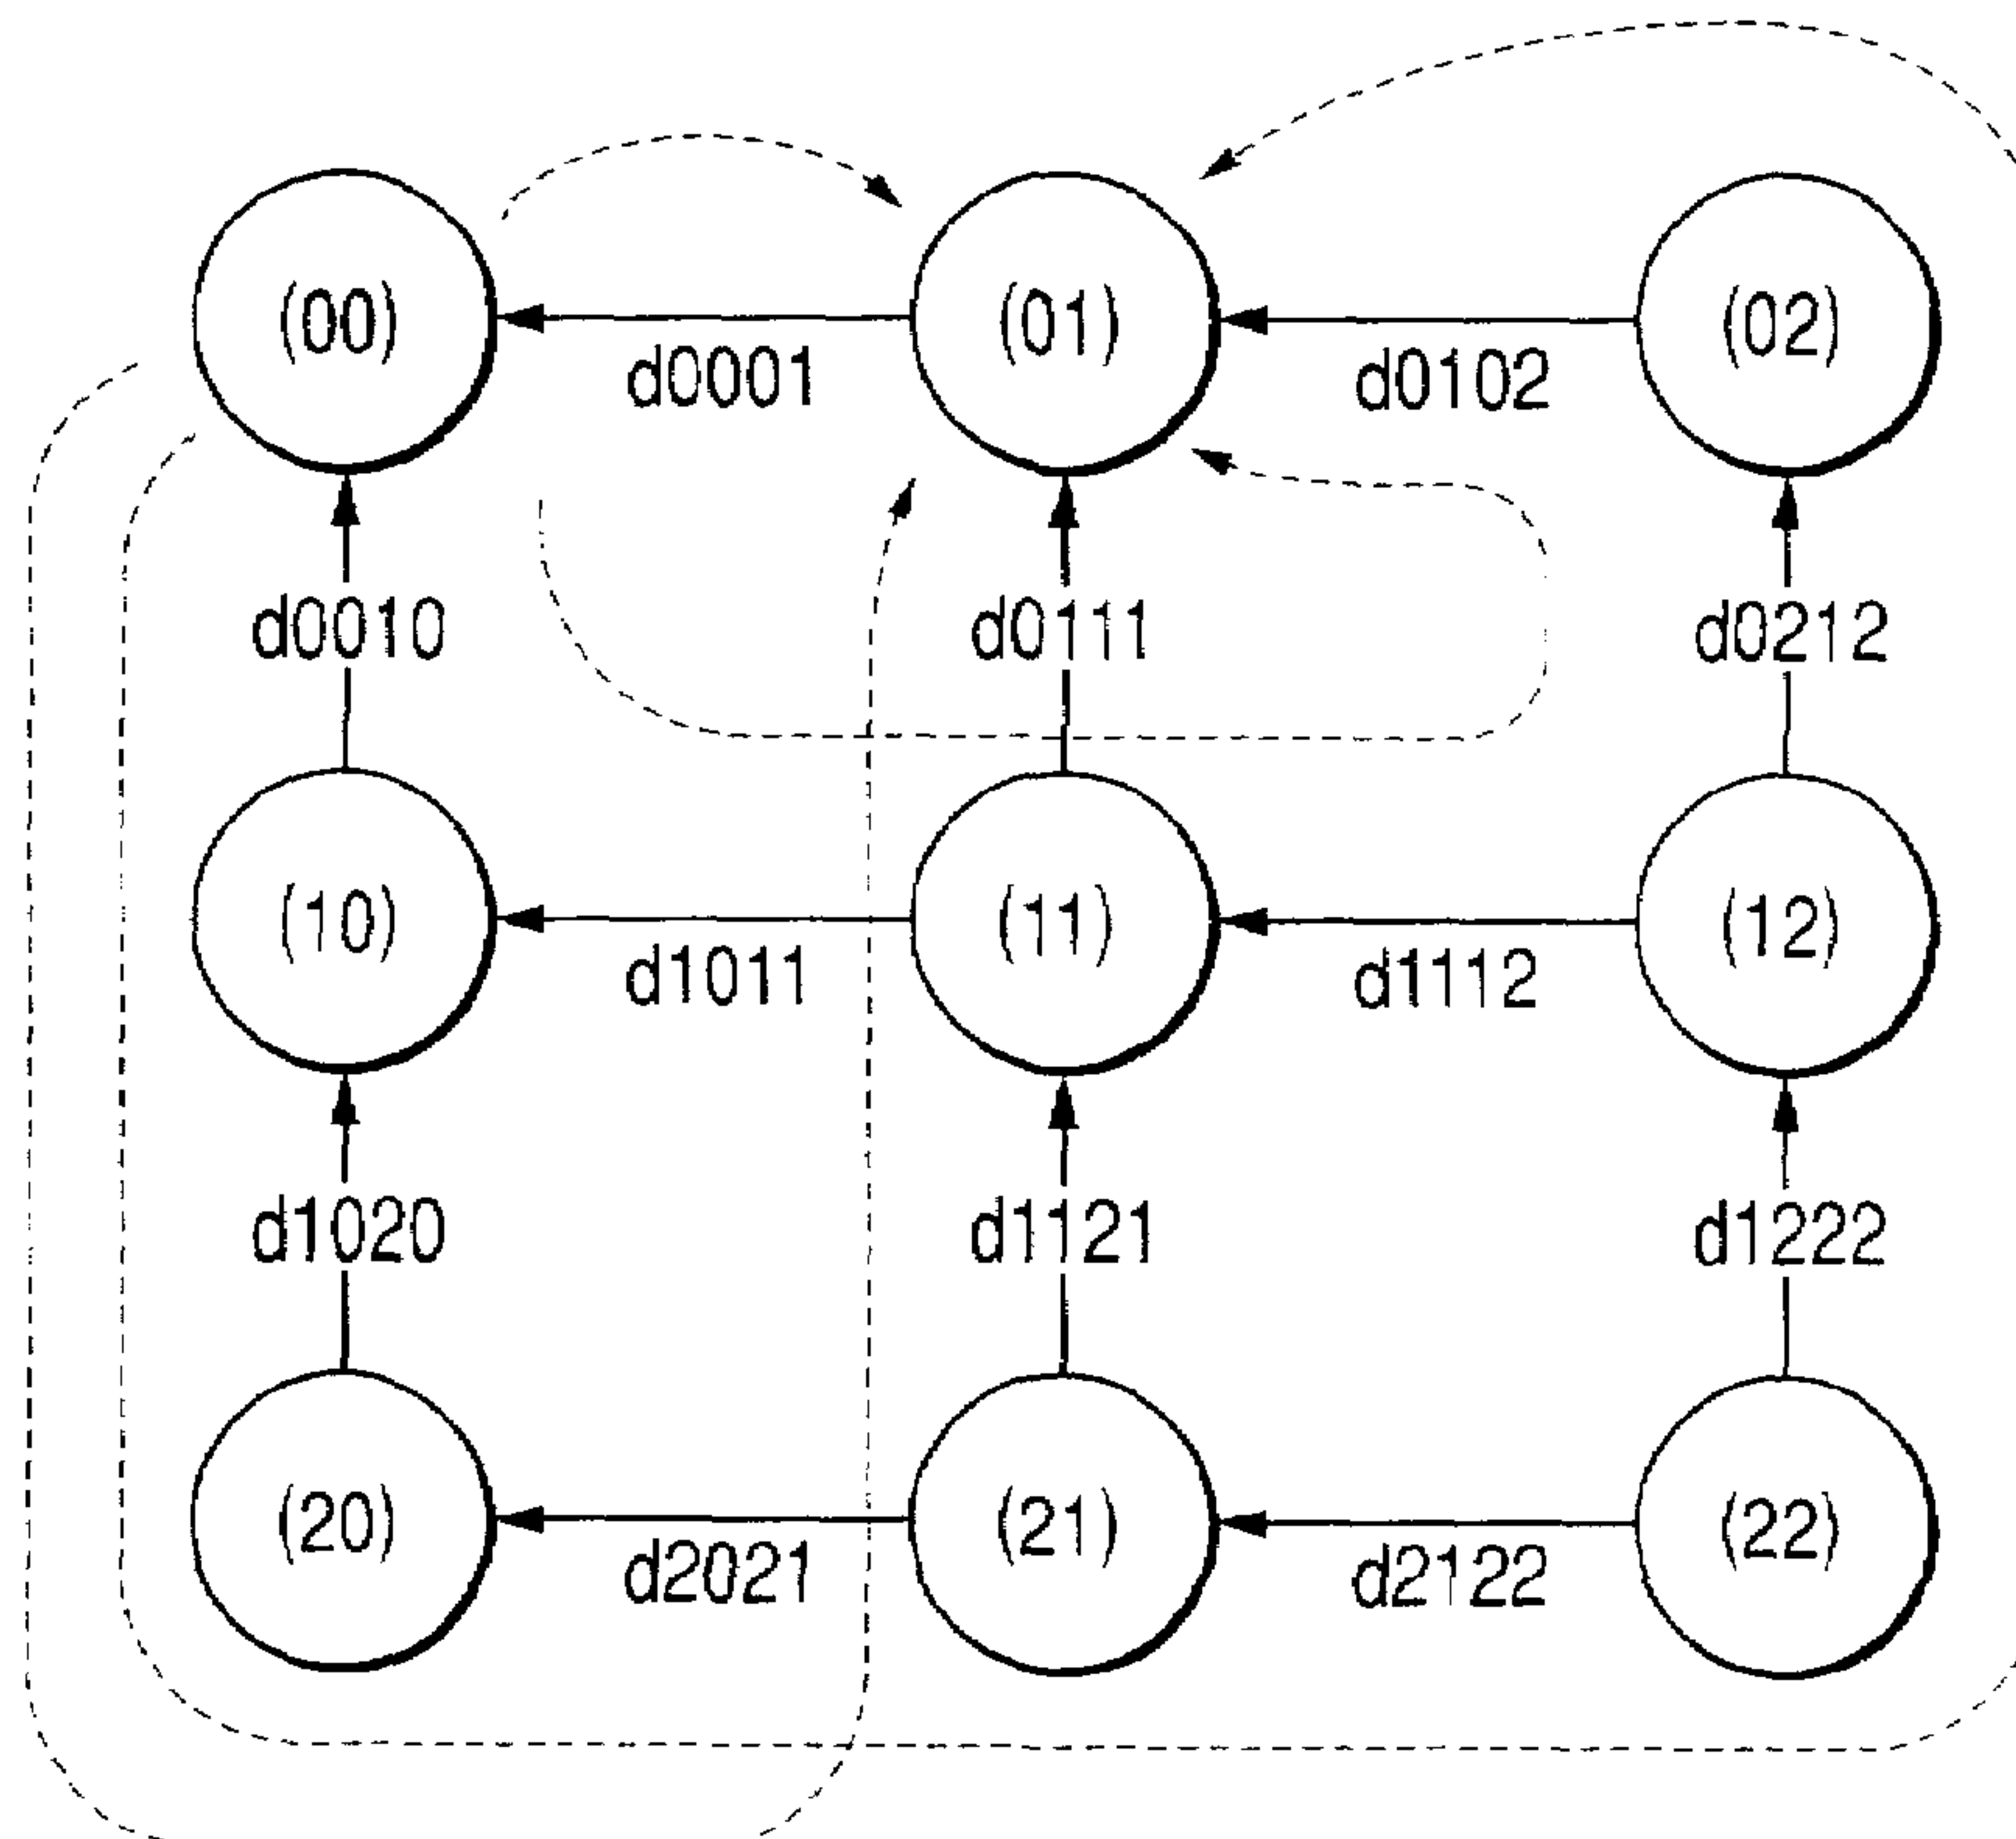 (00) (01) (02)
d0001 d0102
d0010 d0111 d0212
(10) (11) (12)
d1011 d1112
d1020 d1121 d1222
(20) (21) (22)
d2021 d2122